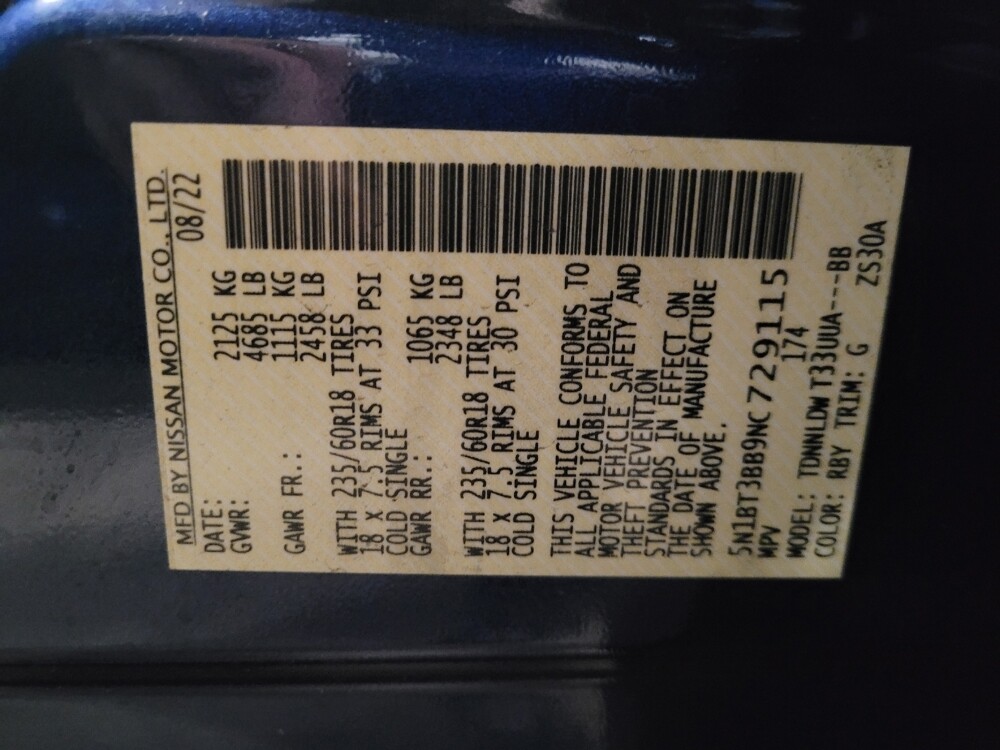 MFD BY NISSAN MOTOR CO., LTD.
DATE: 08/22
GVWR: 2125 KG
4685 LB
GAWR FR.: 1115 KG
2458 LB
WITH 235/60R18 TIRES
18 X 7.5 RIMS AT 33 PSI
COLD SINGLE
GAWR RR.: 1065 KG
2348 LB
WITH 235/60R18 TIRES
18 X 7.5 RIMS AT 30 PSI
COLD SINGLE
THIS VEHICLE CONFORMS TO
ALL APPLICABLE FEDERAL
MOTOR VEHICLE SAFETY AND
THEFT PREVENTION
STANDARDS IN EFFECT ON
THE DATE OF MANUFACTURE
SHOWN ABOVE.
5N1BT3BB9NC729115
MPV 174
MODEL: TDNNLDWT33UUA---BB
COLOR: RBY TRIM: G ZS30A